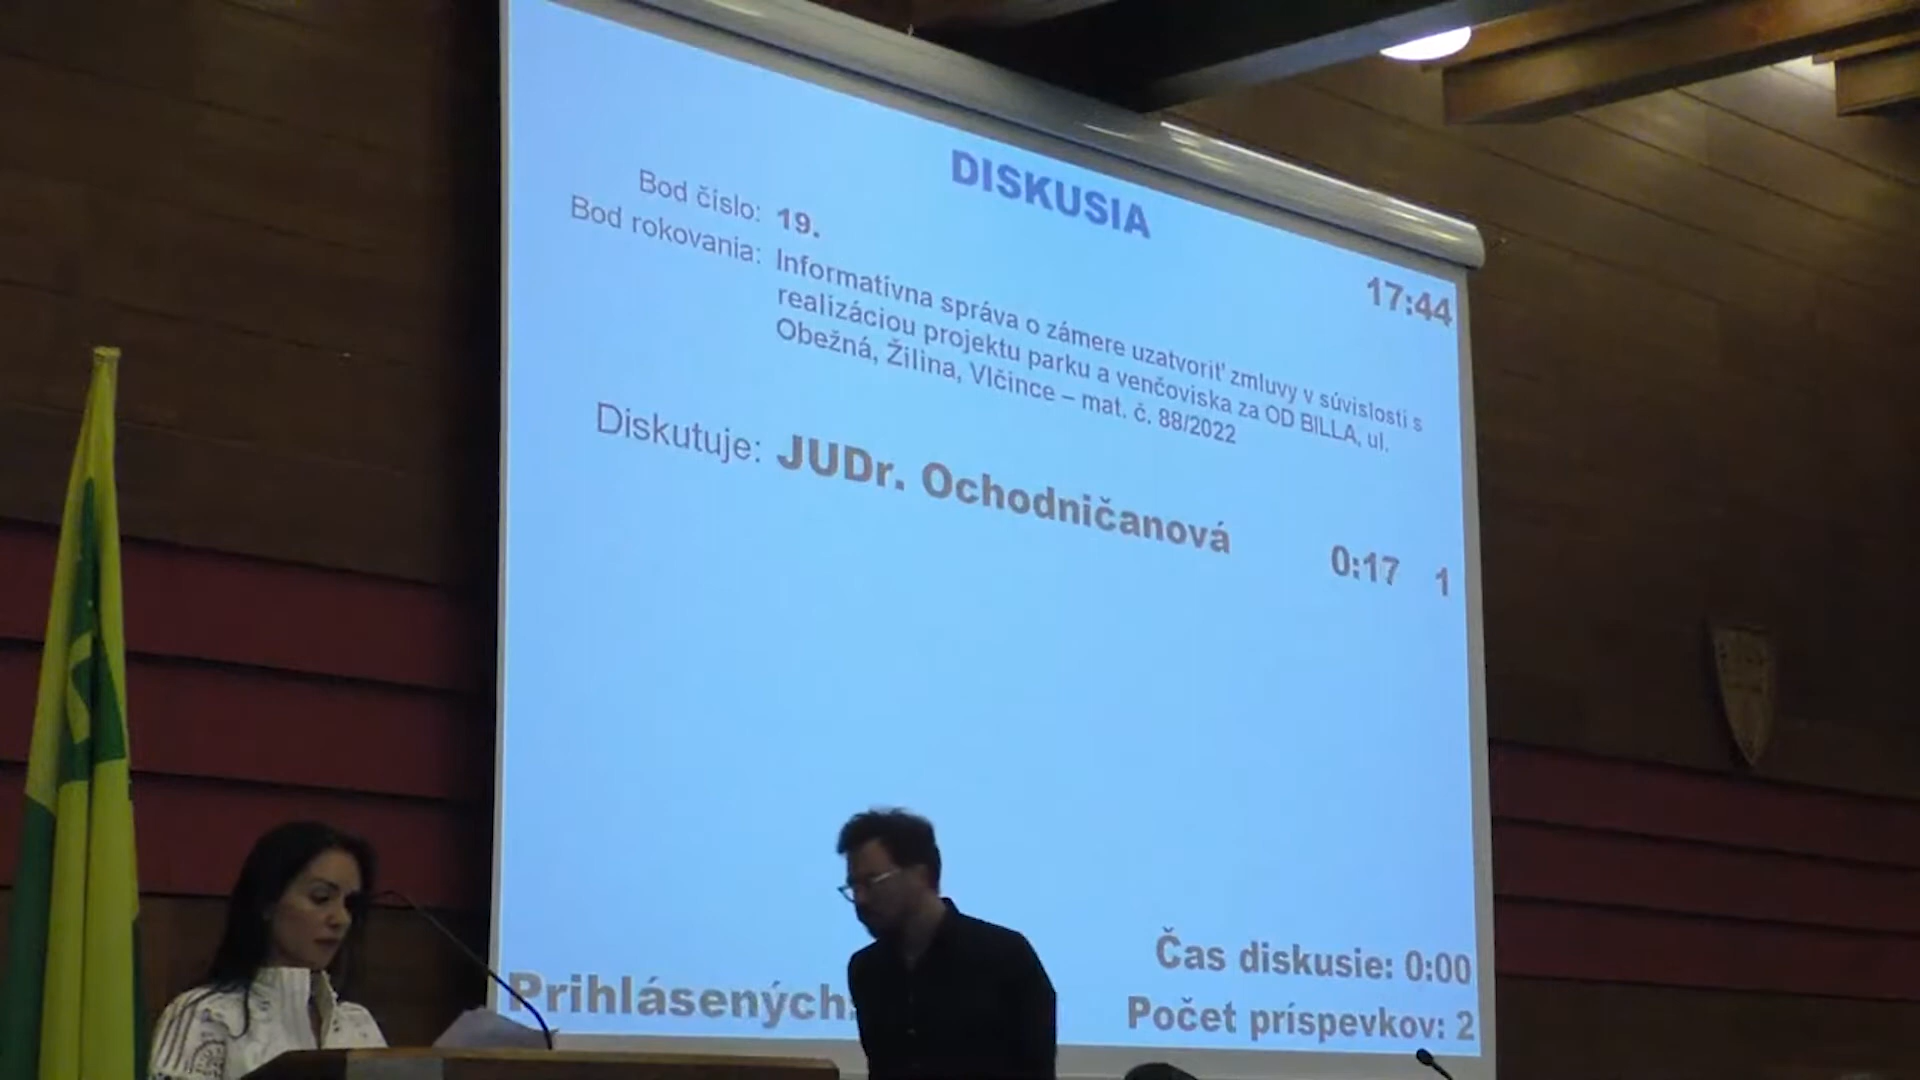 DISKUSIA
17:44
Bod číslo: 19.
Bod rokovania: Informatívna správa o zámere uzatvoriť zmluvy v súvislosti s
realizáciou projektu parku a venčoviska za OD BILLA, ul.
Obežná, Žilina, Vlčince – mat. č. 88/2022
Diskutuje: JUDr. Ochodničanová 0:17 1
Čas diskusie: 0:00
Prihlásených: Počet príspevkov: 2